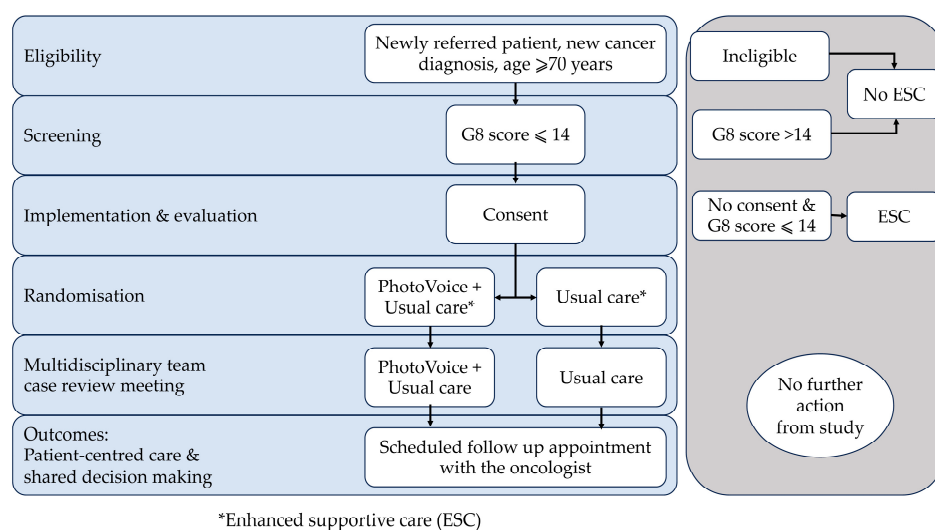 Eligibility
Newly referred patient, new cancer
diagnosis, age ⩾70 years
Screening
G8 score ⩽ 14
Implementation & evaluation
Consent
Randomisation
PhotoVoice +
Usual care*
Usual care*
Multidisciplinary team
case review meeting
PhotoVoice +
Usual care
Usual care
Outcomes:
Patient-centred care &
shared decision making
Scheduled follow up appointment
with the oncologist
Ineligible
No ESC
G8 score >14
No consent &
G8 score ⩽ 14
ESC
No further
action
from study
*Enhanced supportive care (ESC)